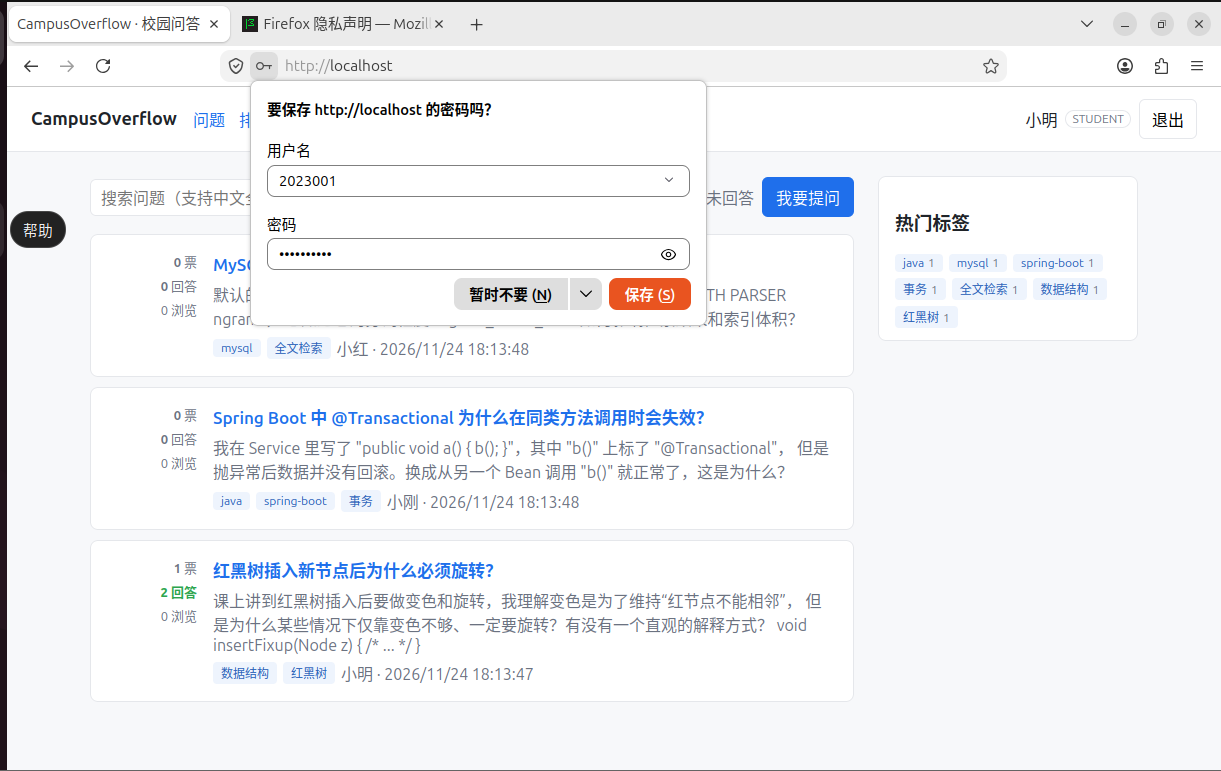 CampusOverflow · 校园问答
Firefox 隐私声明 — Mozil
http://localhost
CampusOverflow 问题
小明 STUDENT 退出
要保存 http://localhost 的密码吗?
用户名
2023001
密码
••••••••••
暂时不要 (N)
保存 (S)
搜索问题（支持中文
未回答 我要提问
帮助
0 票
0 回答
0 浏览
MyS
默认的
TH PARSER
ngram
和索引体积？
mysql 全文检索 小红 · 2026/11/24 18:13:48
0 票
0 回答
0 浏览
Spring Boot 中 @Transactional 为什么在同类方法调用时会失效？
我在 Service 里写了 "public void a() { b(); }"，其中 "b()" 上标了 "@Transactional"， 但是
抛异常后数据并没有回滚。换成从另一个 Bean 调用 "b()" 就正常了，这是为什么？
java spring-boot 事务 小刚 · 2026/11/24 18:13:48
1 票
2 回答
0 浏览
红黑树插入新节点后为什么必须旋转？
课上讲到红黑树插入后要做变色和旋转，我理解变色是为了维持“红节点不能相邻”， 但
是为什么某些情况下仅靠变色不够、一定要旋转？有没有一个直观的解释方式？ void
insertFixup(Node z) { /* ... */ }
数据结构 红黑树 小明 · 2026/11/24 18:13:47
热门标签
java 1 mysql 1 spring-boot 1
事务 1 全文检索 1 数据结构 1
红黑树 1